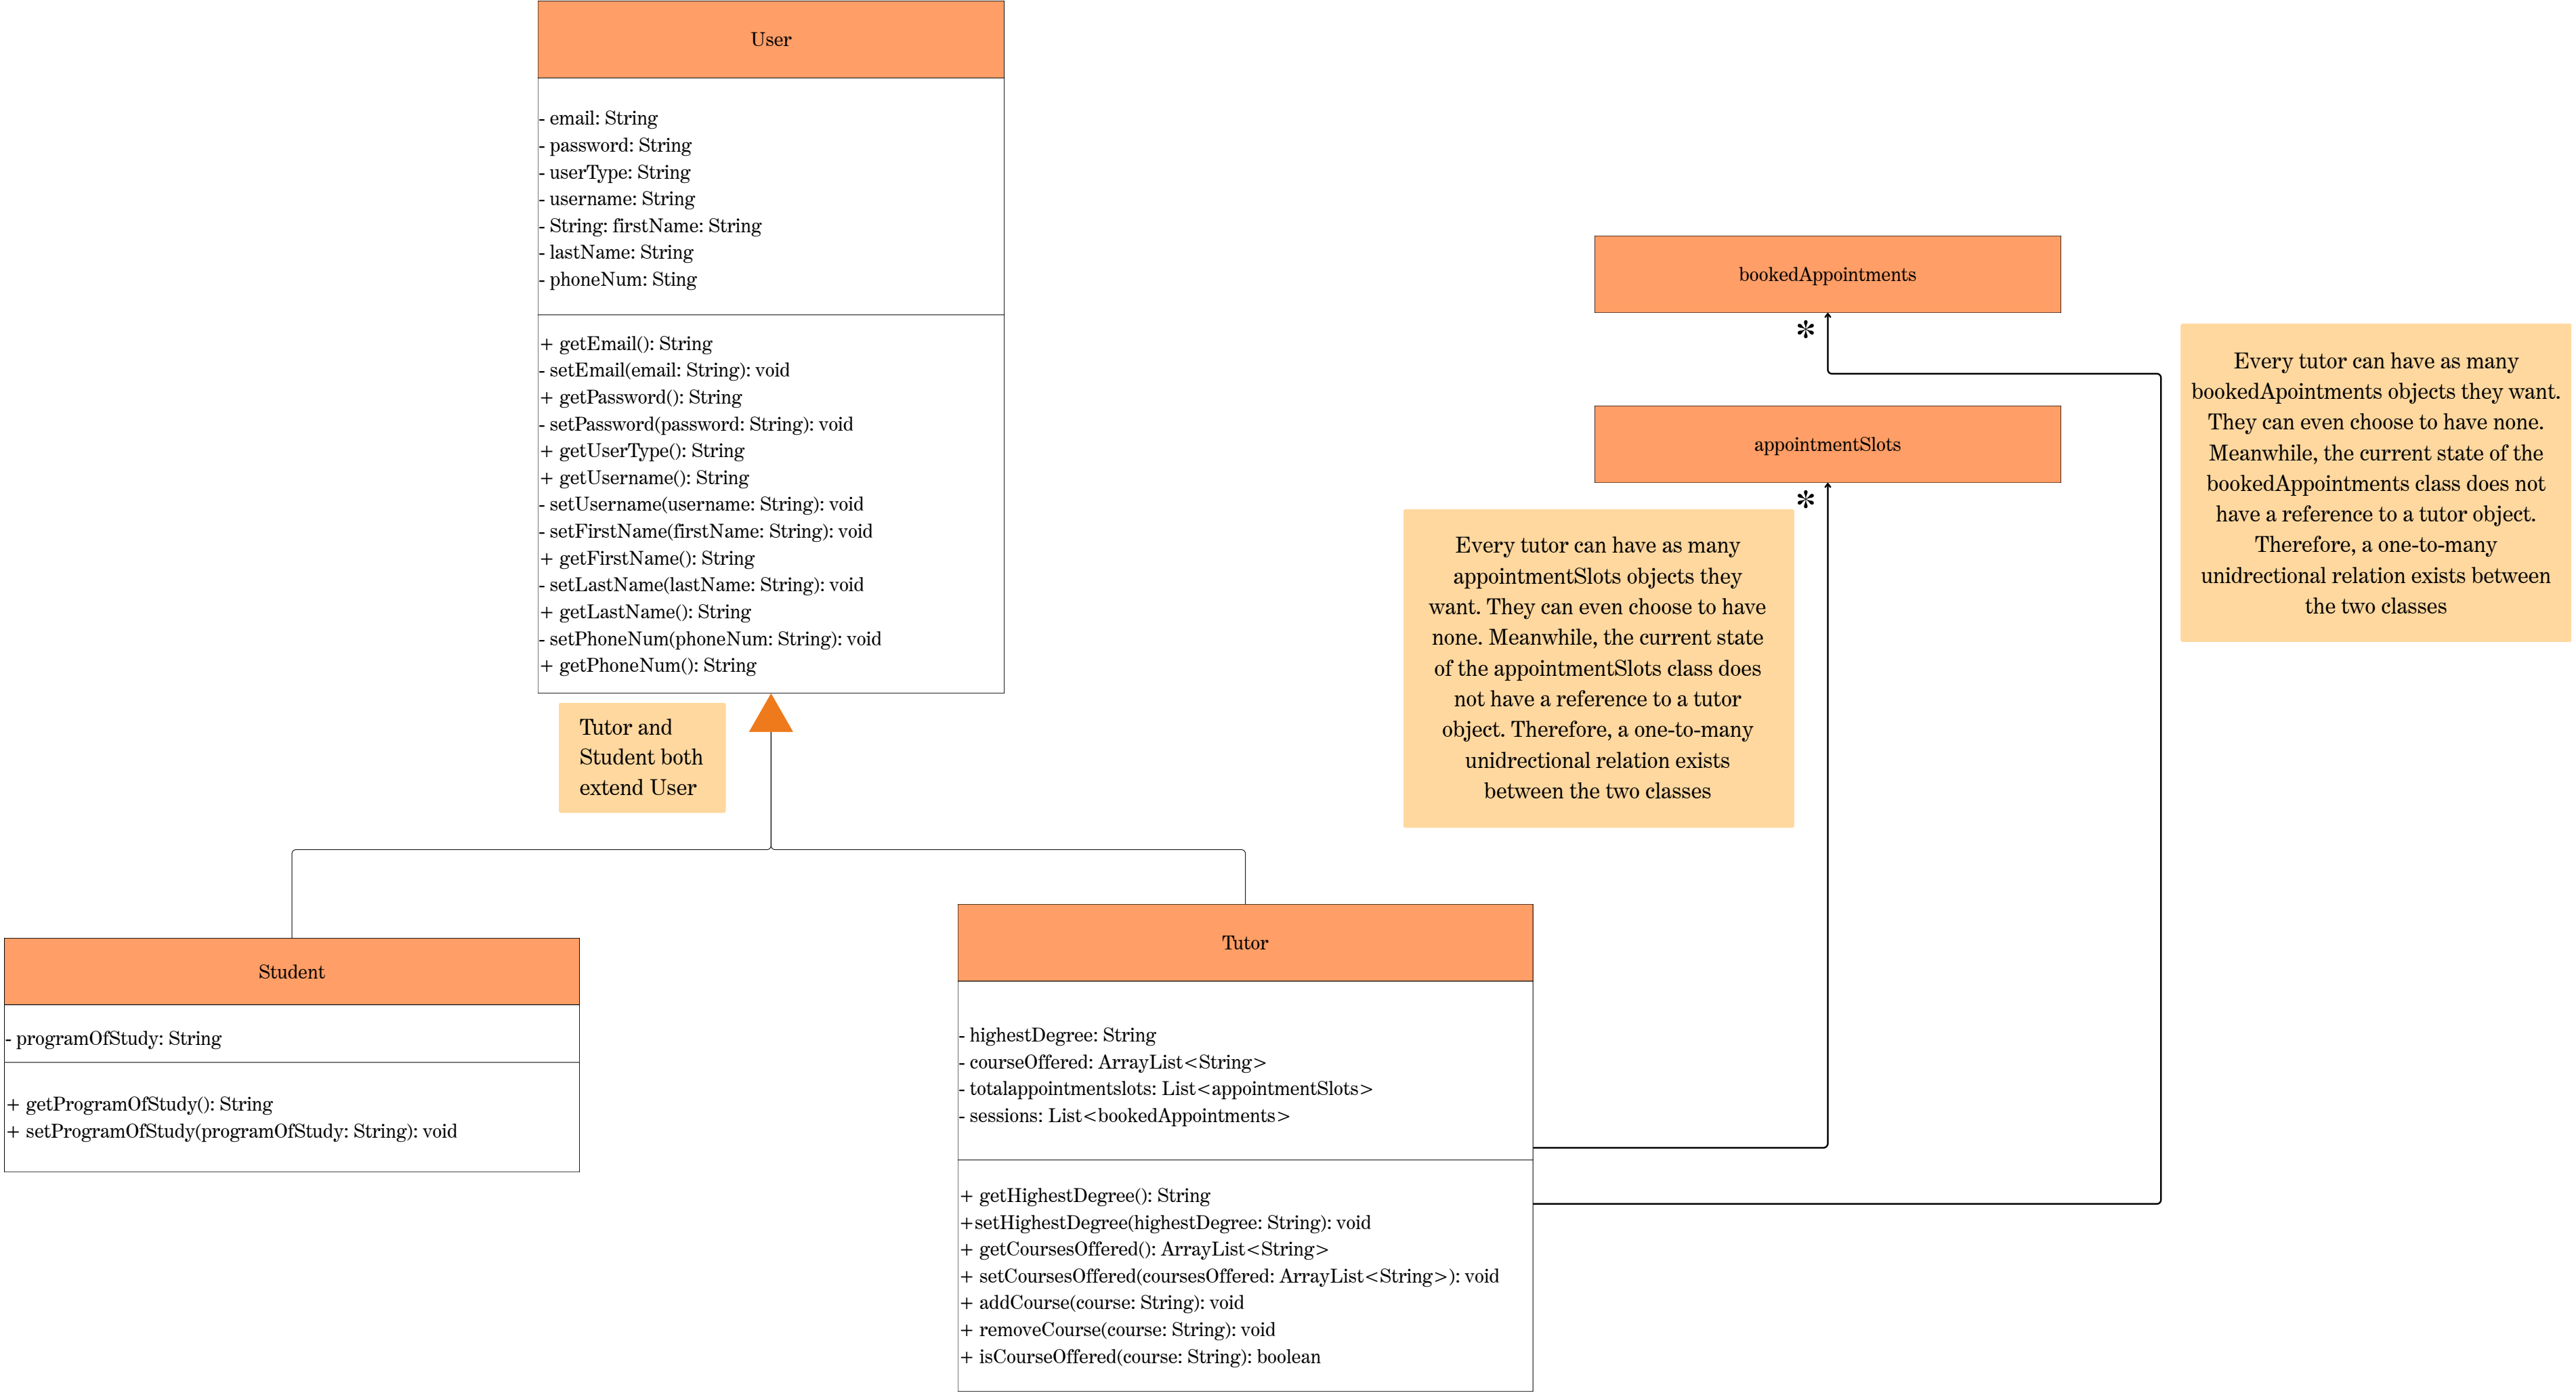 User
- email: String
- password: String
- userType: String
- username: String
- String: firstName: String
- lastName: String
- phoneNum: Sting
+ getEmail(): String
- setEmail(email: String): void
+ getPassword(): String
- setPassword(password: String): void
+ getUserType(): String
+ getUsername(): String
- setUsername(username: String): void
- setFirstName(firstName: String): void
+ getFirstName(): String
- setLastName(lastName: String): void
+ getLastName(): String
- setPhoneNum(phoneNum: String): void
+ getPhoneNum(): String
Tutor and
Student both
extend User
bookedAppointments
*
appointmentSlots
*
Every tutor can have as many
bookedApointments objects they want.
They can even choose to have none.
Meanwhile, the current state of the
bookedAppointments class does not
have a reference to a tutor object.
Therefore, a one-to-many
unidrectional relation exists between
the two classes
Every tutor can have as many
appointmentSlots objects they
want. They can even choose to have
none. Meanwhile, the current state
of the appointmentSlots class does
not have a reference to a tutor
object. Therefore, a one-to-many
unidrectional relation exists
between the two classes
Student
- programOfStudy: String
+ getProgramOfStudy(): String
+ setProgramOfStudy(programOfStudy: String): void
Tutor
- highestDegree: String
- courseOffered: ArrayList<String>
- totalappointmentslots: List<appointmentSlots>
- sessions: List<bookedAppointments>
+ getHighestDegree(): String
+setHighestDegree(highestDegree: String): void
+ getCoursesOffered(): ArrayList<String>
+ setCoursesOffered(coursesOffered: ArrayList<String>): void
+ addCourse(course: String): void
+ removeCourse(course: String): void
+ isCourseOffered(course: String): boolean